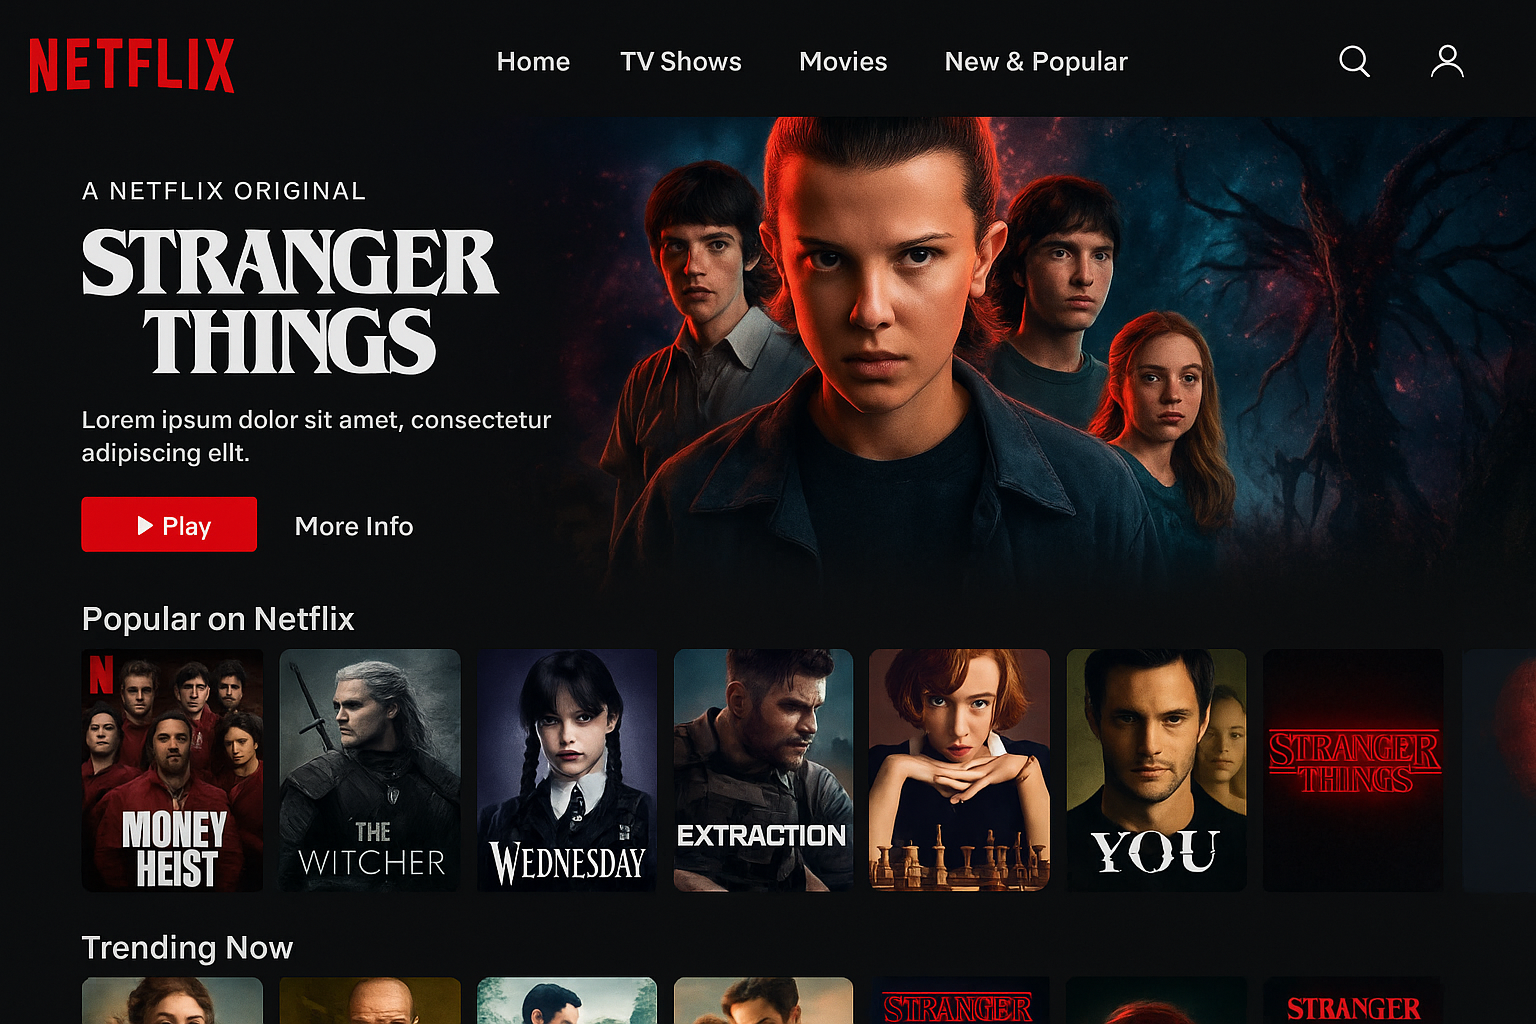 NETFLIX
Home
TV Shows
Movies
New & Popular
A NETFLIX ORIGINAL
STRANGER
THINGS
Lorem ipsum dolor sit amet, consectetur
adipiscing ellt.
Play
More Info
Popular on Netflix
N
MONEY
HEIST
THE
WITCHER
WEDNESDAY
EXTRACTION
YOU
STRANGER
THINGS
Trending Now
STRANGER
STRANGER